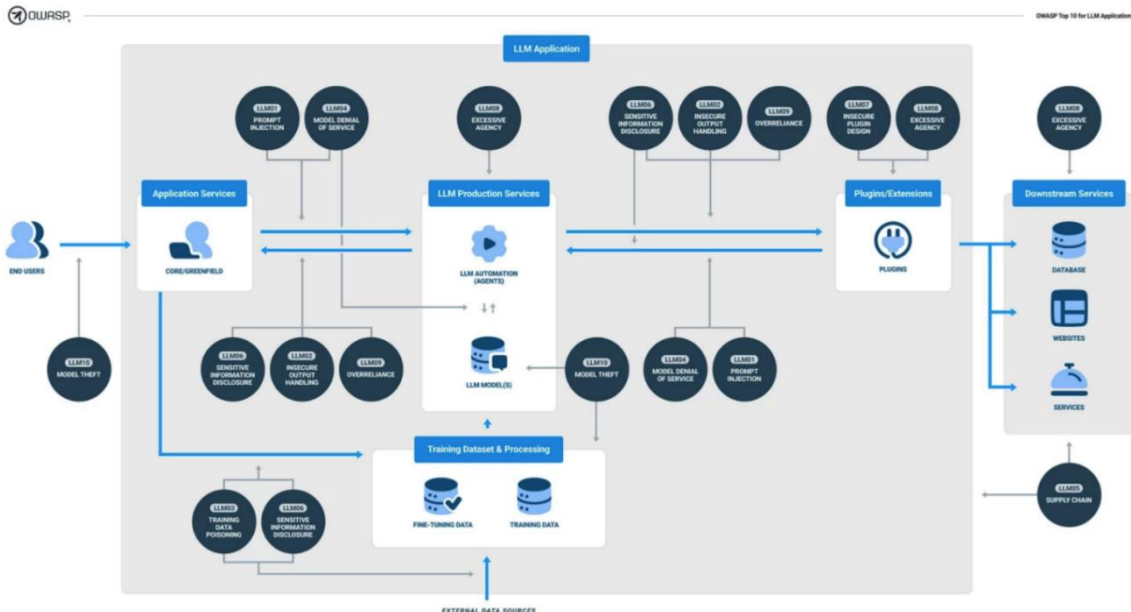 OWASP
OWASP Top 10 for LLM Application
LLM Application
LLM01
PROMPT
INJECTION
LLM04
MODEL DENIAL
OF SERVICE
LLM08
EXCESSIVE
AGENCY
LLM06
SENSITIVE
INFORMATION
DISCLOSURE
LLM02
INSECURE
OUTPUT
HANDLING
LLM09
OVERRELIANCE
LLM07
INSECURE
PLUGIN
DESIGN
LLM08
EXCESSIVE
AGENCY
LLM08
EXCESSIVE
AGENCY
Application Services
LLM Production Services
Plugins/Extensions
Downstream Services
END USERS
CORE/GREENFIELD
LLM AUTOMATION
(AGENTS)
PLUGINS
DATABASE
WEBSITES
SERVICES
LLM10
MODEL THEFT
LLM06
SENSITIVE
INFORMATION
DISCLOSURE
LLM02
INSECURE
OUTPUT
HANDLING
LLM09
OVERRELIANCE
LLM MODEL(S)
LLM10
MODEL THEFT
LLM04
MODEL DENIAL
OF SERVICE
LLM01
PROMPT
INJECTION
Training Dataset & Processing
FINE-TUNING DATA
TRAINING DATA
LLM03
TRAINING
DATA
POISONING
LLM06
SENSITIVE
INFORMATION
DISCLOSURE
LLM05
SUPPLY CHAIN
EXTERNAL DATA SOURCES